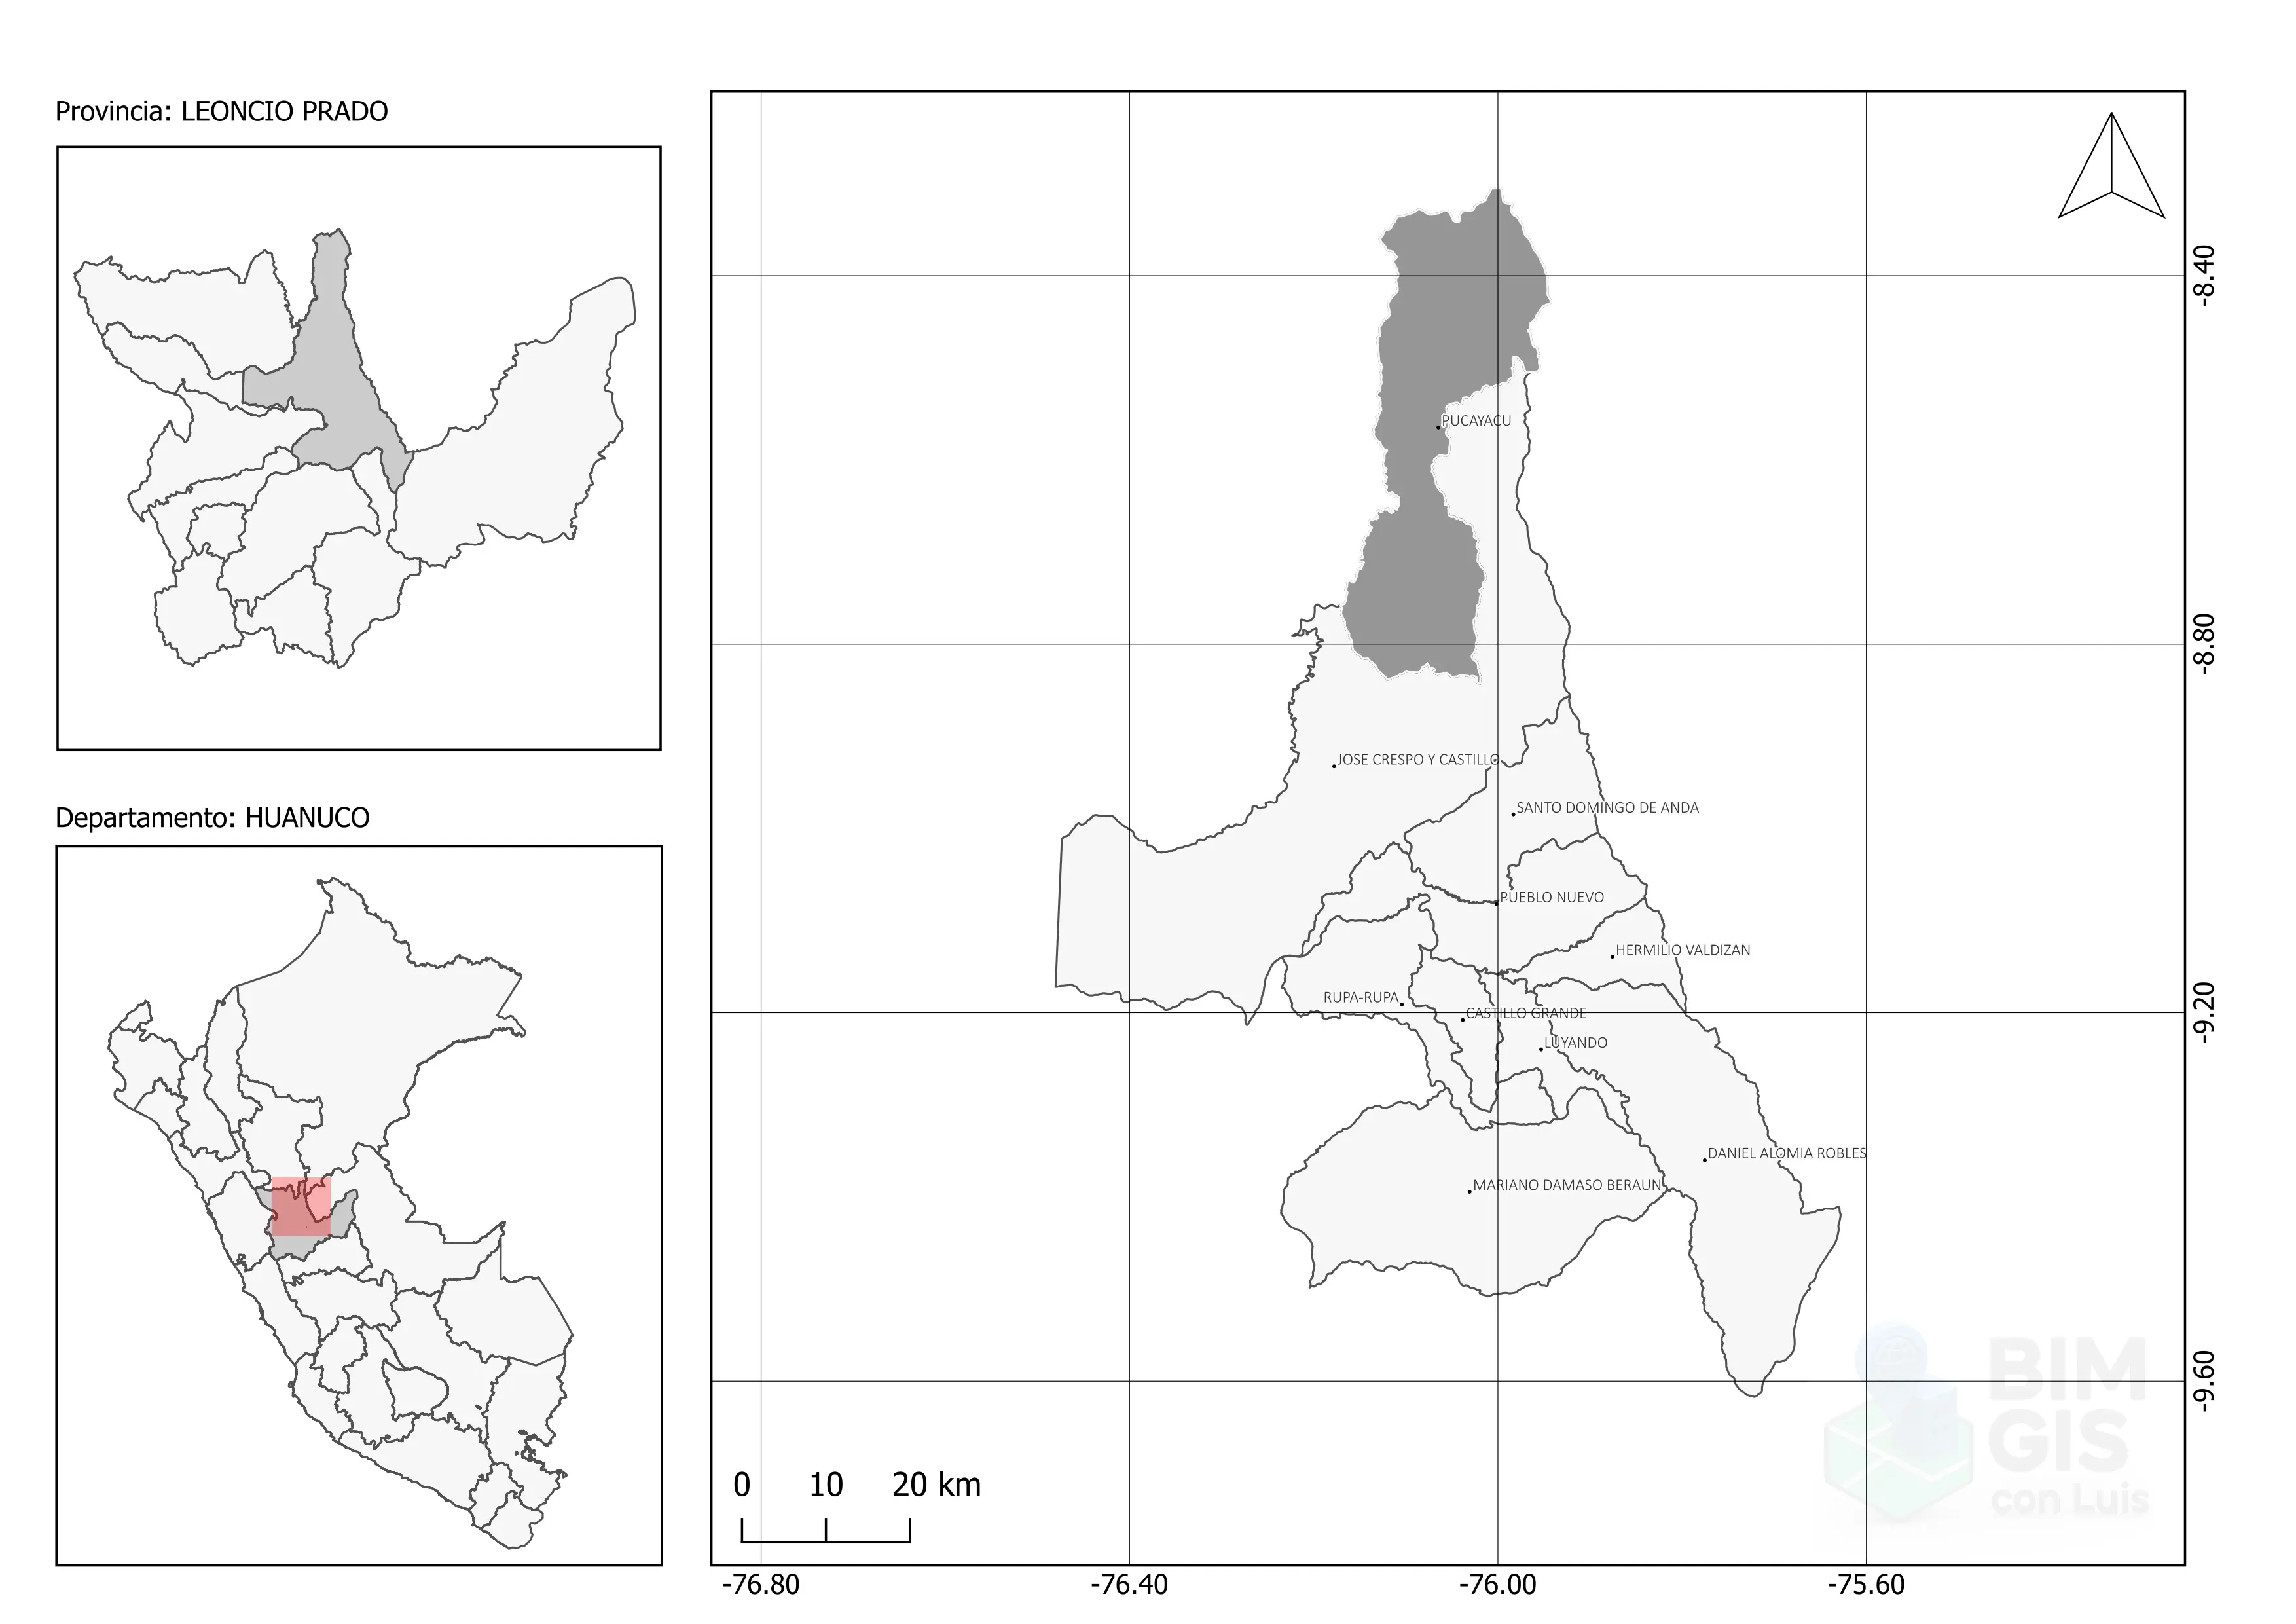 Provincia: LEONCIO PRADO
Departamento: HUANUCO
PUCAYACU
JOSE CRESPO Y CASTILLO
SANTO DOMINGO DE ANDA
PUEBLO NUEVO
HERMILIO VALDIZAN
RUPA-RUPA
CASTILLO GRANDE
LUYANDO
DANIEL ALOMIA ROBLES
MARIANO DAMASO BERAUN
-8.40
-8.80
-9.20
-9.60
BIM
GIS
con Luis
0 10 20 km
-76.80 -76.40 -76.00 -75.60